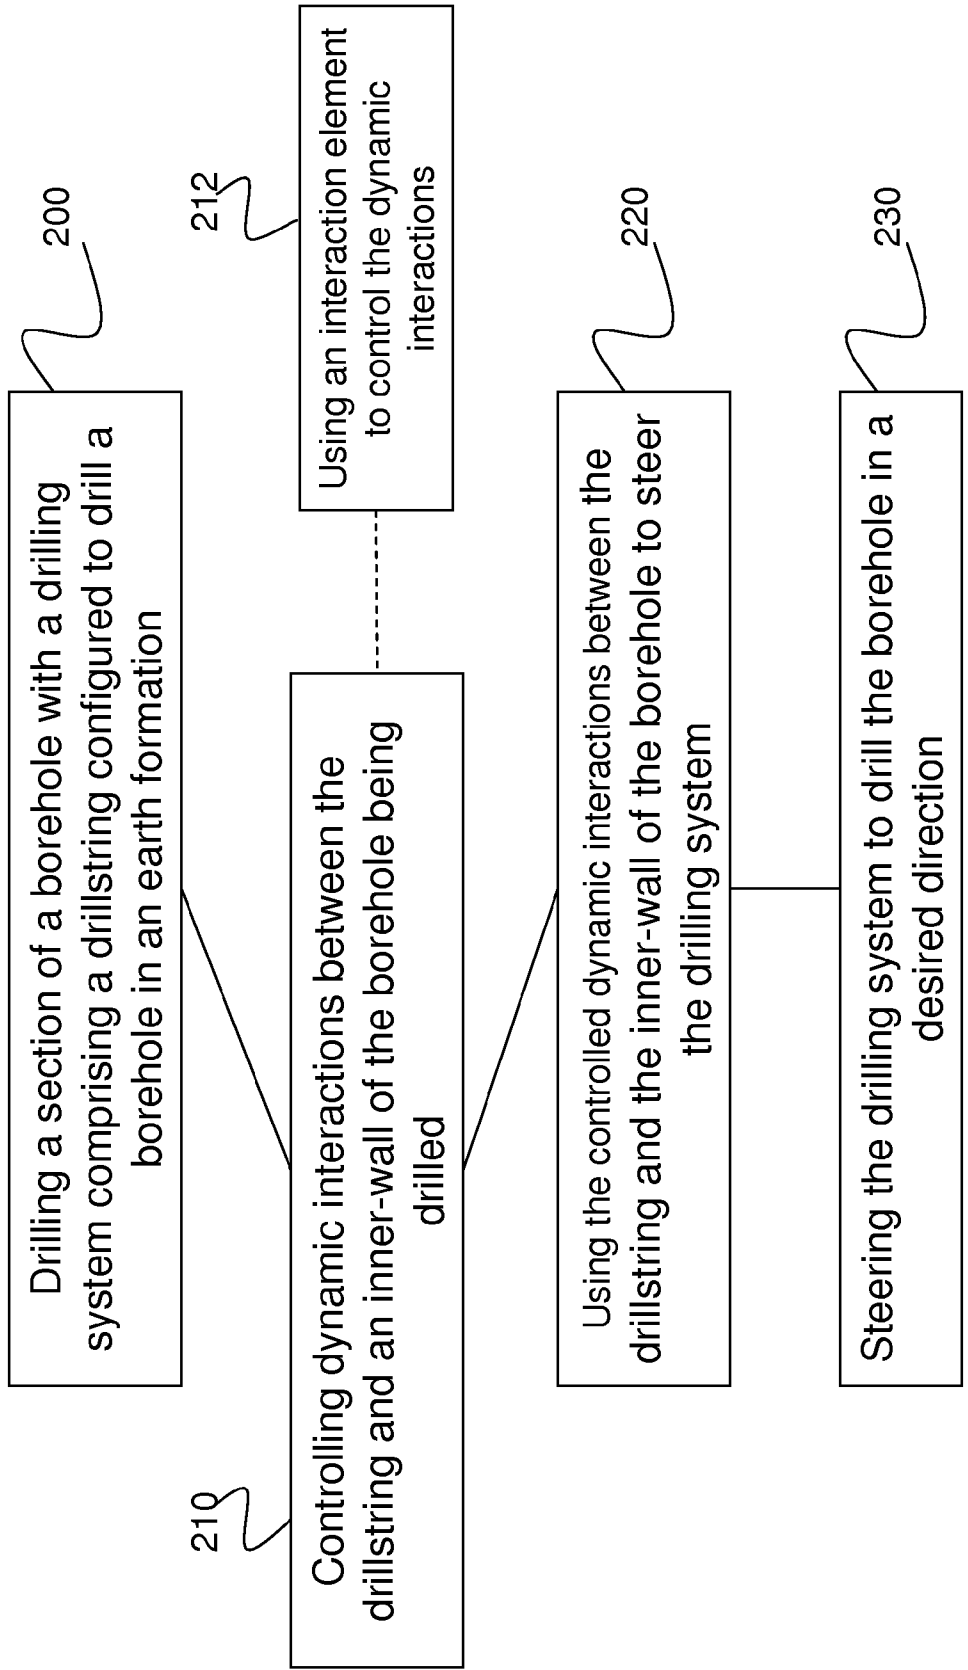 200
Drilling a section of a borehole with a drilling
system comprising a drillstring configured to drill a
borehole in an earth formation
210
Controlling dynamic interactions between the
drillstring and an inner-wall of the borehole being
drilled
212
Using an interaction element
to control the dynamic
interactions
220
Using the controlled dynamic interactions between the
drillstring and the inner-wall of the borehole to steer
the drilling system
230
Steering the drilling system to drill the borehole in a
desired direction